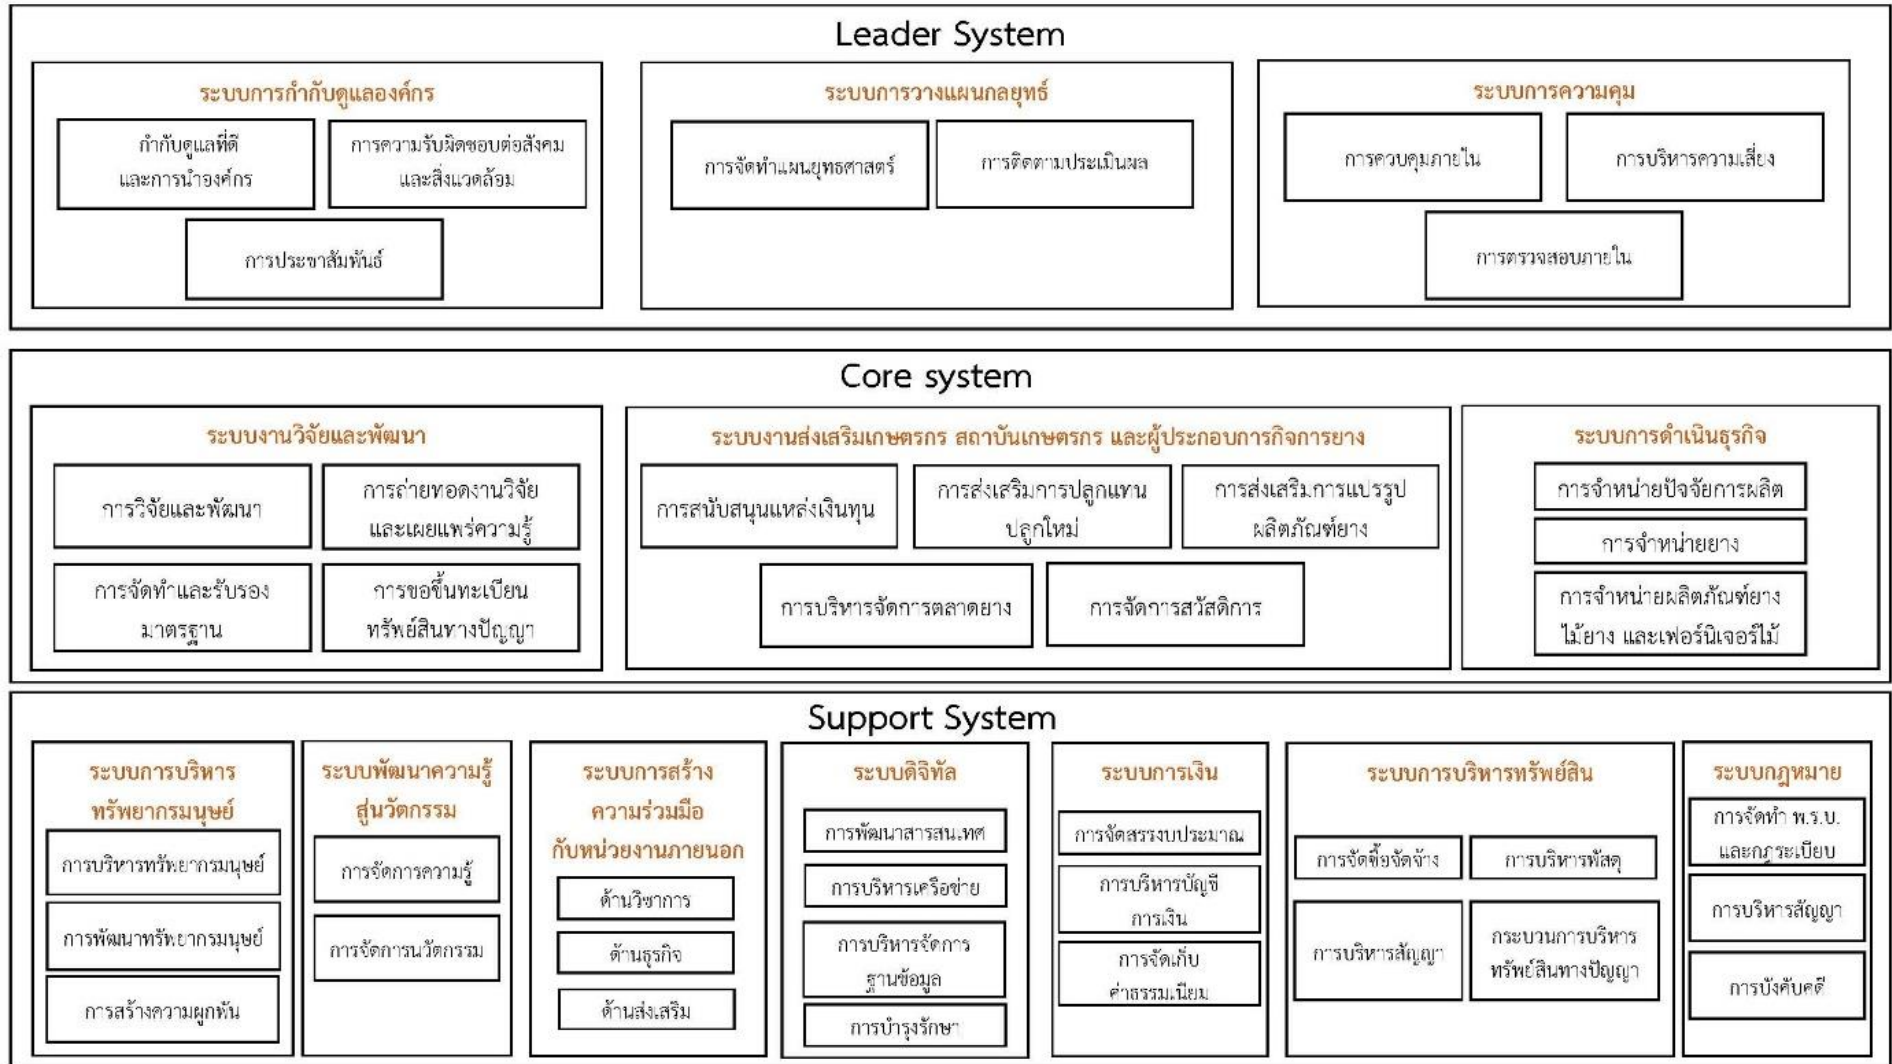 Leader System
ระบบการกำกับดูแลองค์กร
กำกับดูแลที่ดี
และการนำองค์กร
การความรับผิดชอบต่อสังคม
และสิ่งแวดล้อม
การประชาสัมพันธ์
ระบบการวางแผนกลยุทธ์
การจัดทำแผนยุทธศาสตร์
การติดตามประเมินผล
ระบบการความคุม
การควบคุมภายใน
การบริหารความเสี่ยง
การตรวจสอบภายใน
Core system
ระบบงานวิจัยและพัฒนา
การวิจัยและพัฒนา
การถ่ายทอดงานวิจัย
และเผยแพร่ความรู้
การจัดทำและรับรอง
มาตรฐาน
การขอขึ้นทะเบียน
ทรัพย์สินทางปัญญา
ระบบงานส่งเสริมเกษตรกร สถาบันเกษตรกร และผู้ประกอบการกิจการยาง
การสนับสนุนแหล่งเงินทุน
การส่งเสริมการปลูกแทน
ปลูกใหม่
การส่งเสริมการแปรรูป
ผลิตภัณฑ์ยาง
การบริหารจัดการตลาดยาง
การจัดการสวัสดิการ
ระบบการดำเนินธุรกิจ
การจำหน่ายปัจจัยการผลิต
การจำหน่ายยาง
การจำหน่ายผลิตภัณฑ์ยาง
ไม้ยาง และเฟอร์นิเจอร์ไม้
Support System
ระบบการบริหาร
ทรัพยากรมนุษย์
การบริหารทรัพยากรมนุษย์
การพัฒนาทรัพยากรมนุษย์
การสร้างความผูกพัน
ระบบพัฒนาความรู้
สู่นวัตกรรม
การจัดการความรู้
การจัดการนวัตกรรม
ระบบการสร้าง
ความร่วมมือ
กับหน่วยงานภายนอก
ด้านวิชาการ
ด้านธุรกิจ
ด้านส่งเสริม
ระบบดิจิทัล
การพัฒนาสารสนเทศ
การบริหารเครือข่าย
การบริหารจัดการ
ฐานข้อมูล
การบำรุงรักษา
ระบบการเงิน
การจัดสรรงบประมาณ
การบริหารบัญชี
การเงิน
การจัดเก็บ
ค่าธรรมเนียม
ระบบการบริหารทรัพย์สิน
การจัดซื้อจัดจ้าง
การบริหารพัสดุ
การบริหารสัญญา
กระบวนการบริหาร
ทรัพย์สินทางปัญญา
ระบบกฎหมาย
การจัดทำ พ.ร.บ.
และกฎระเบียบ
การบริหารสัญญา
การบังคับคดี